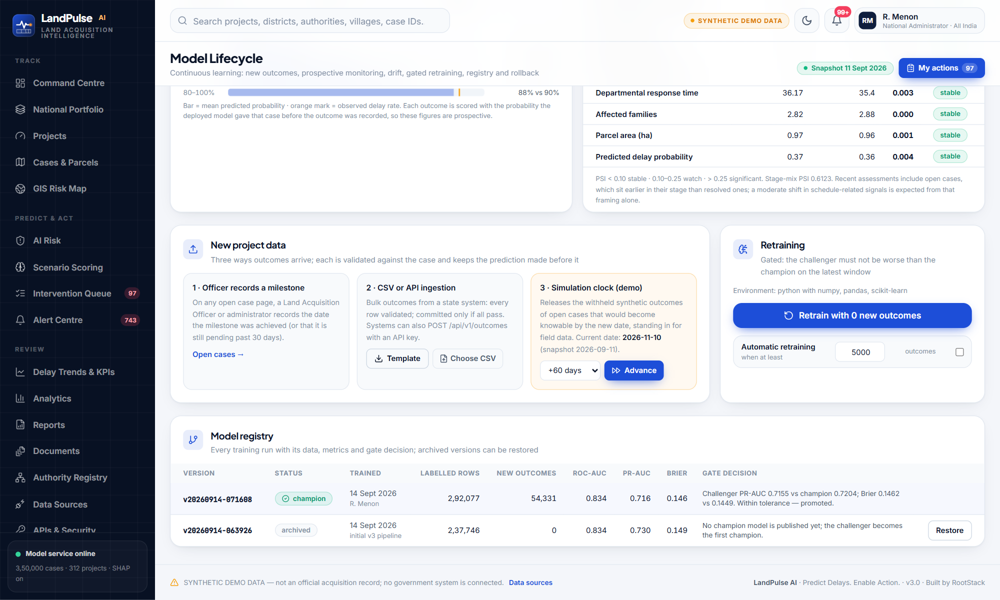 LandPulse AI
LAND ACQUISITION
INTELLIGENCE
TRACK
Command Centre
National Portfolio
Projects
Cases & Parcels
GIS Risk Map
PREDICT & ACT
AI Risk
Scenario Scoring
Intervention Queue 97
Alert Centre 743
REVIEW
Delay Trends & KPIs
Analytics
Reports
Documents
Authority Registry
Data Sources
APIs & Security
Model service online
3,50,000 cases · 312 projects · SHAP
on
Search projects, districts, authorities, villages, case IDs..
SYNTHETIC DEMO DATA
99+
RM
R. Menon
National Administrator · All India
Model Lifecycle
Continuous learning: new outcomes, prospective monitoring, drift, gated retraining, registry and rollback
Snapshot 11 Sept 2026
My actions 97
80–100% 88% vs 90%
Bar = mean predicted probability · orange mark = observed delay rate. Each outcome is scored with the probability the
deployed model gave that case before the outcome was recorded, so these figures are prospective.
Departmental response time 36.17 35.4 0.003 stable
Affected families 2.82 2.88 0.000 stable
Parcel area (ha) 0.97 0.96 0.001 stable
Predicted delay probability 0.37 0.36 0.004 stable
PSI < 0.10 stable · 0.10–0.25 watch · > 0.25 significant. Stage-mix PSI 0.6123. Recent assessments include open cases,
which sit earlier in their stage than resolved ones; a moderate shift in schedule-related signals is expected from that
framing alone.
New project data
Three ways outcomes arrive; each is validated against the case and keeps the prediction made before it
1 · Officer records a milestone
On any open case page, a Land Acquisition
Officer or administrator records the date
the milestone was achieved (or that it is
still pending past 30 days).
Open cases →
2 · CSV or API ingestion
Bulk outcomes from a state system: every
row validated; committed only if all pass.
Systems can also POST /api/v1/outcomes
with an API key.
Template
Choose CSV
3 · Simulation clock (demo)
Releases the withheld synthetic outcomes
of open cases that would become
knowable by the new date, standing in for
field data. Current date: 2026-11-10
(snapshot 2026-09-11).
+60 days
Advance
Retraining
Gated: the challenger must not be worse than the
champion on the latest window
Environment: python with numpy, pandas, scikit-learn
Retrain with 0 new outcomes
Automatic retraining
when at least
5000
outcomes
Model registry
Every training run with its data, metrics and gate decision; archived versions can be restored
VERSION STATUS TRAINED LABELLED ROWS NEW OUTCOMES ROC-AUC PR-AUC BRIER GATE DECISION
v20260914-071608 champion 14 Sept 2026 2,92,077 54,331 0.834 0.716 0.146 Challenger PR-AUC 0.7155 vs champion 0.7204; Brier 0.1462
R. Menon vs 0.1449. Within tolerance — promoted.
v20260914-063926 archived 14 Sept 2026 2,37,746 0 0.834 0.730 0.149 No champion model is published yet; the challenger becomes
initial v3 pipeline the first champion.
Restore
SYNTHETIC DEMO DATA — not an official acquisition record; no government system is connected. Data sources
LandPulse AI · Predict Delays. Enable Action. · v3.0 · Built by RootStack